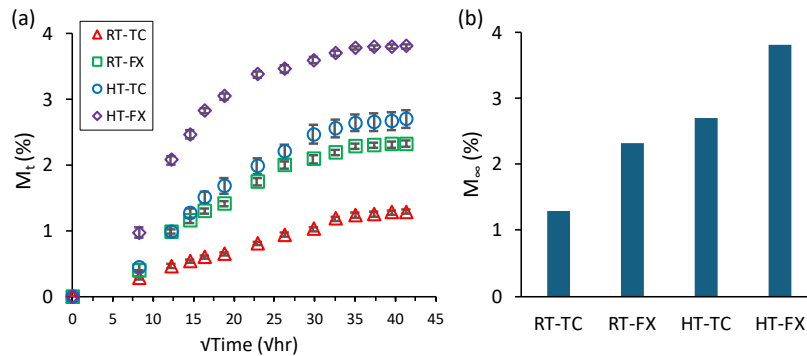 (a)
RT-TC
RT-FX
HT-TC
HT-FX
M_t (%)
4
3
2
1
0
0 5 10 15 20 25 30 35 40 45
√Time (√hr)
(b)
M_∞ (%)
4
3
2
1
0
RT-TC RT-FX HT-TC HT-FX